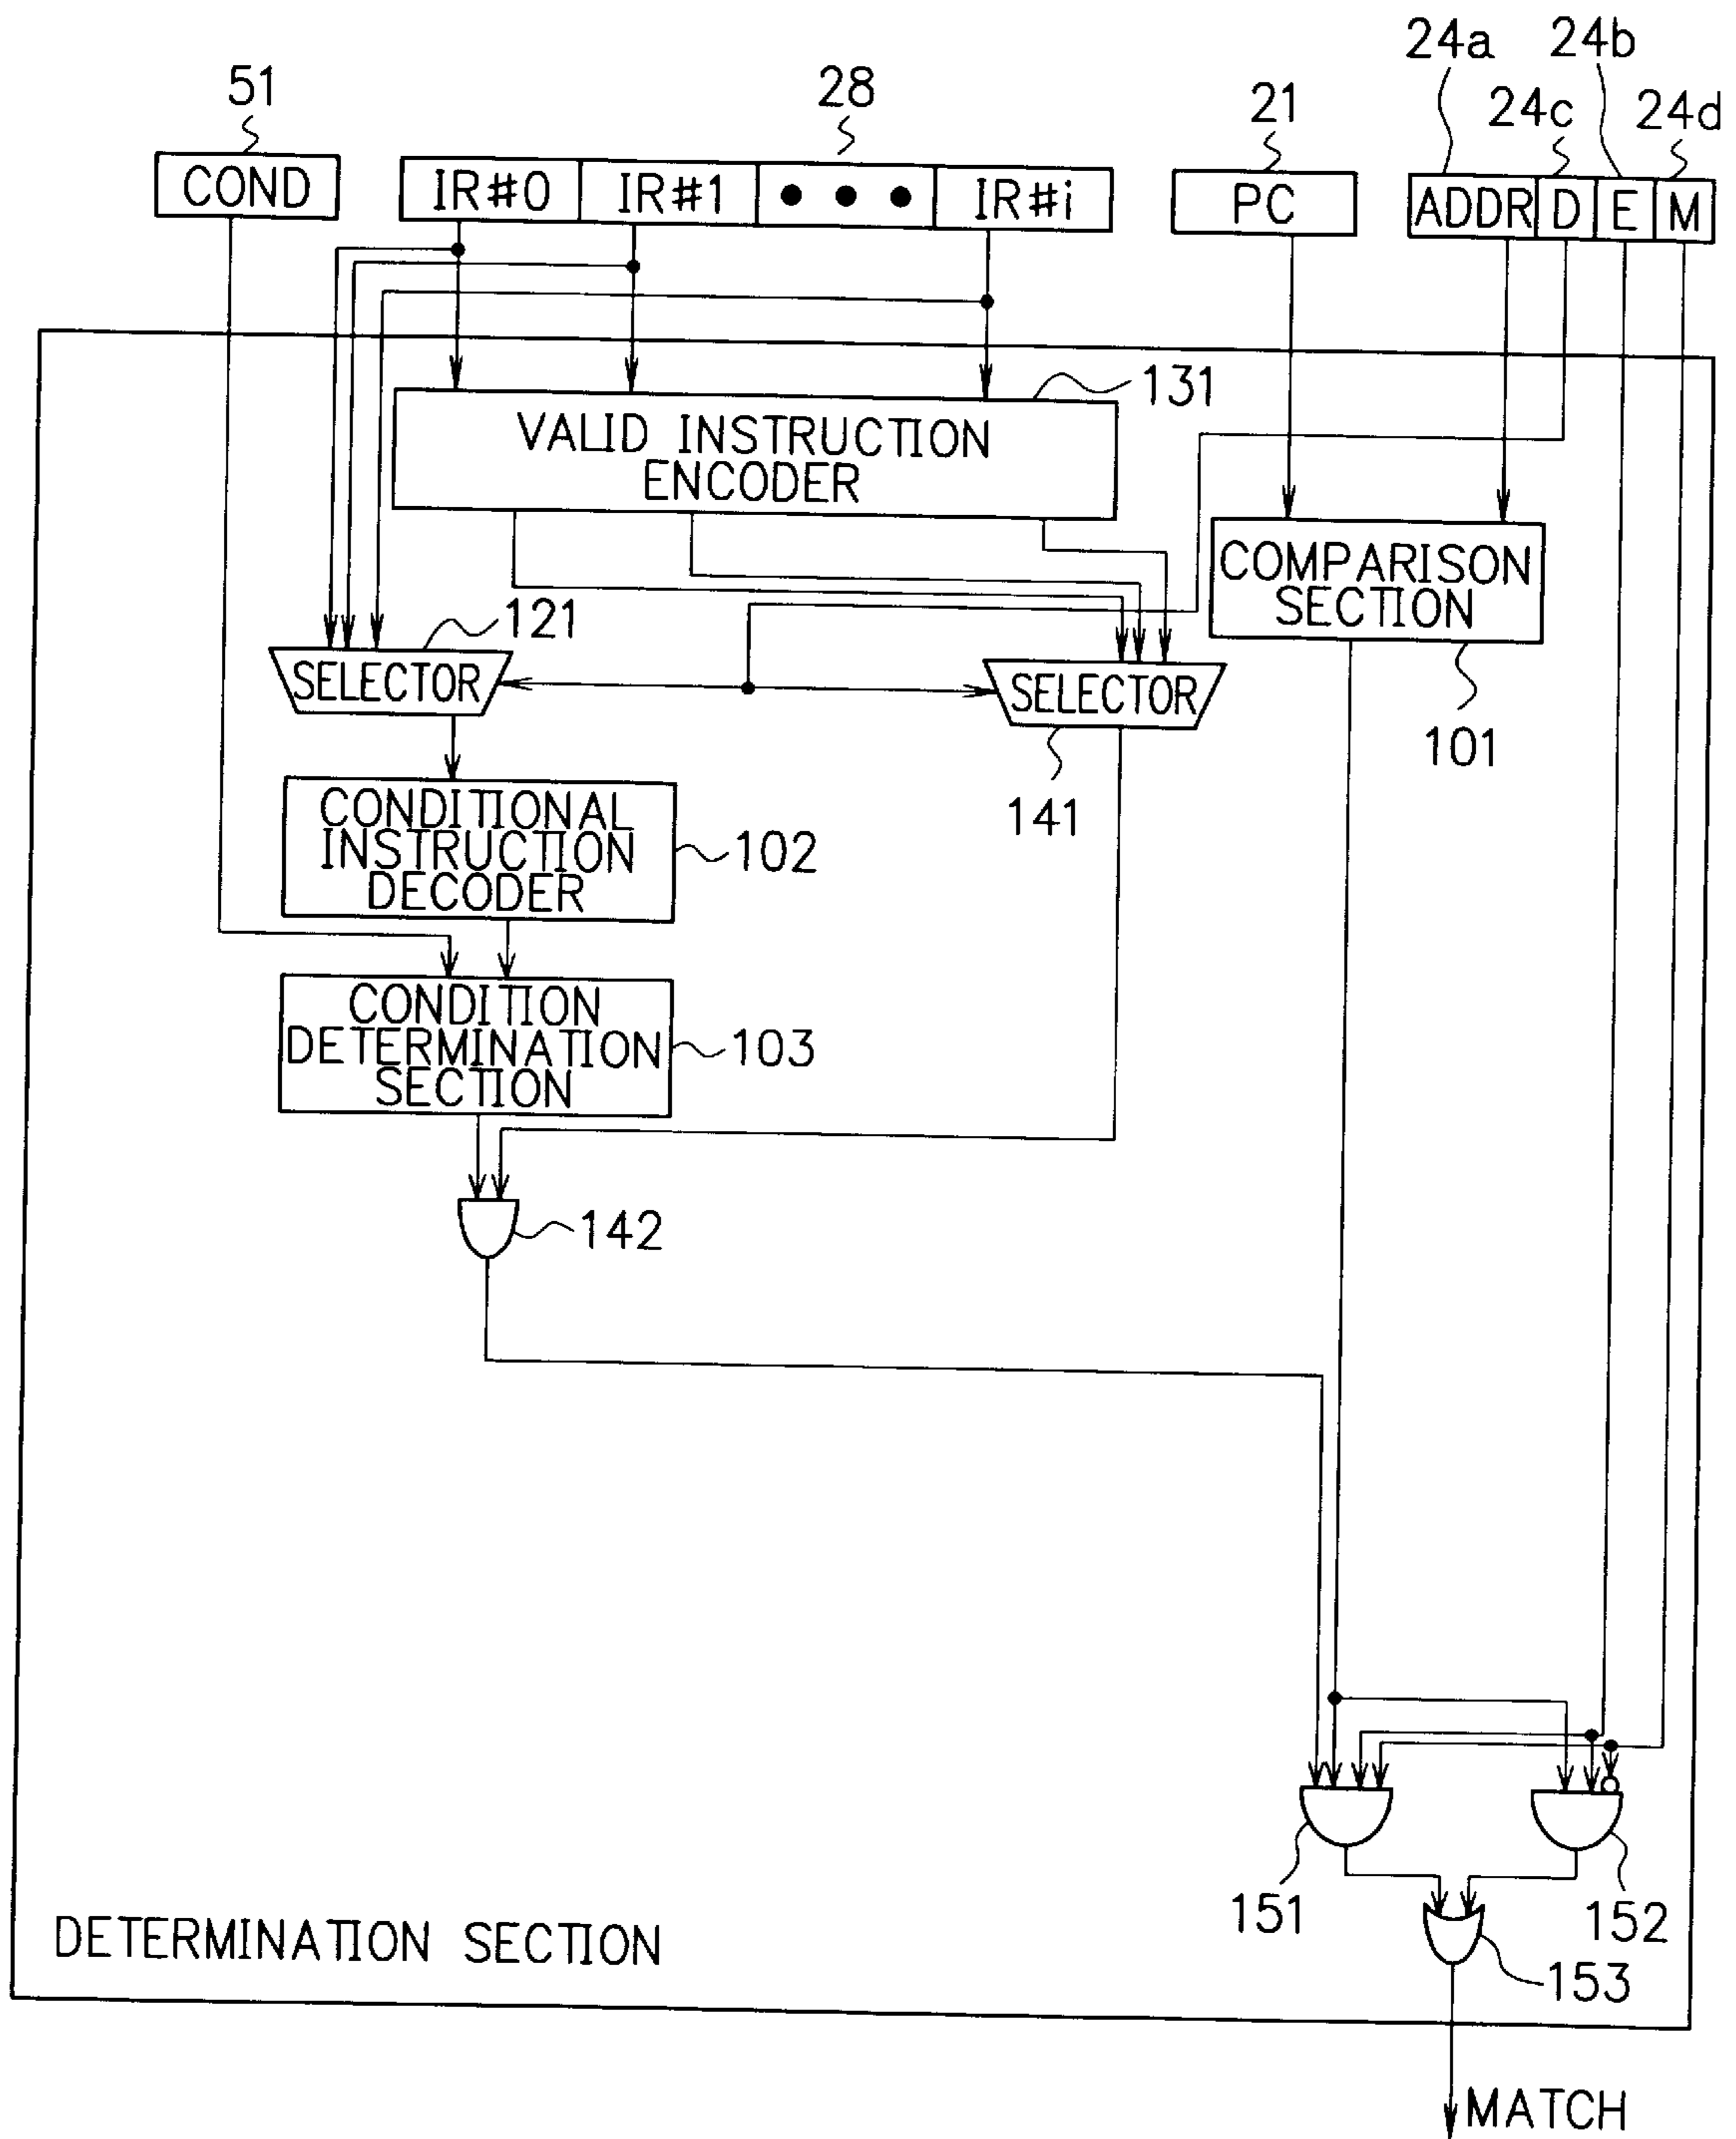 24a 24b
51 28 21 24c 24d
COND IR#0 IR#1 ● ● ● IR#i PC ADDR D E M
131
VALID INSTRUCTION
ENCODER
COMPARISON
SECTION
121
SELECTOR
SELECTOR
101
141
CONDITIONAL
INSTRUCTION
DECODER
102
CONDITION
DETERMINATION
SECTION
103
142
151
152
DETERMINATION SECTION
153
MATCH